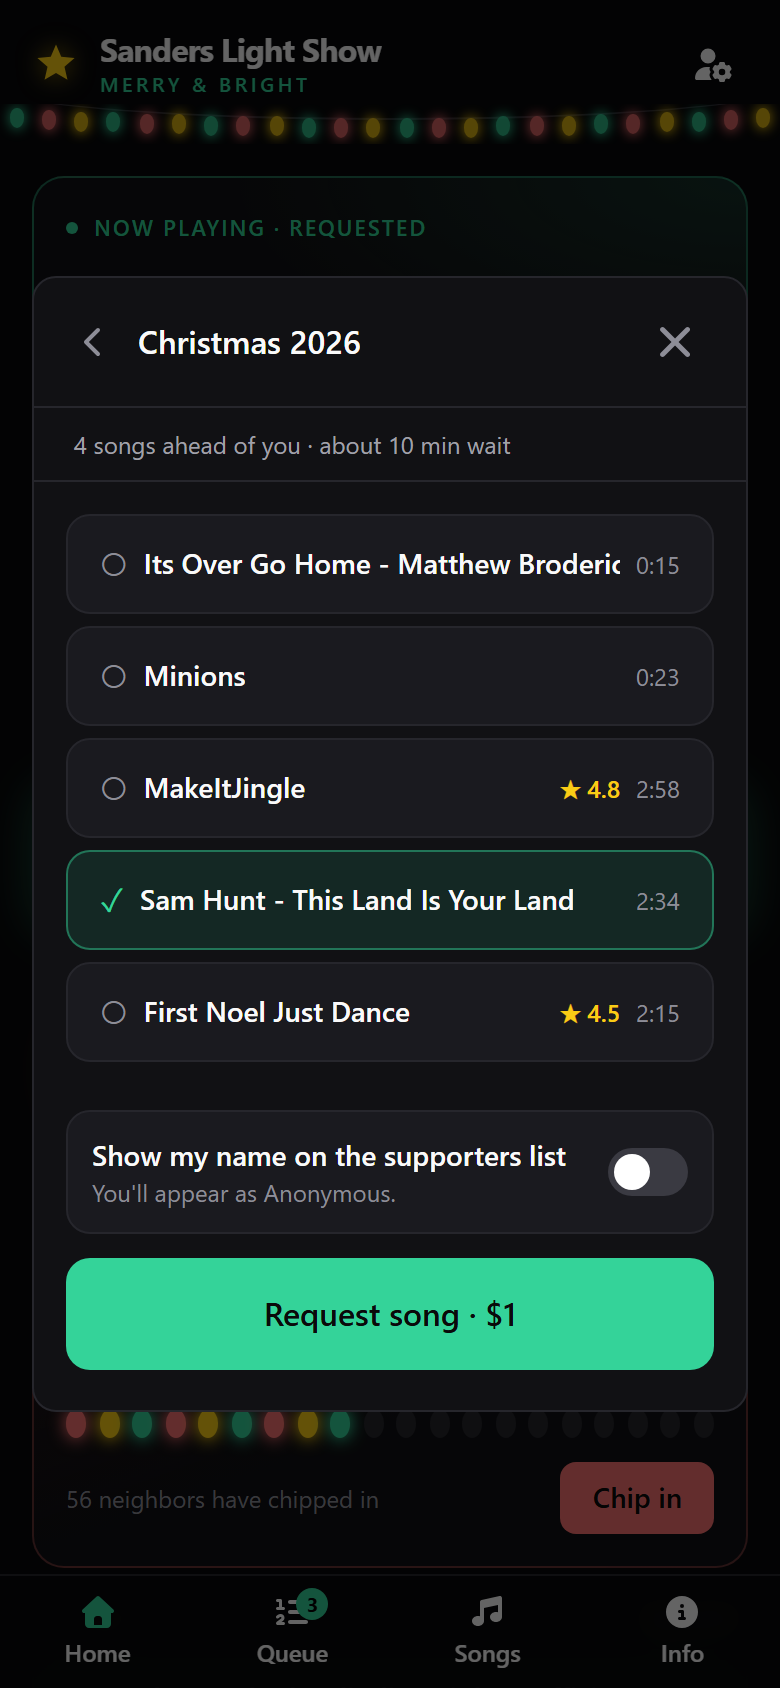 Sanders Light Show
MERRY & BRIGHT
NOW PLAYING · REQUESTED
Christmas 2026
4 songs ahead of you · about 10 min wait
Its Over Go Home - Matthew Broderic 0:15
Minions 0:23
MakeItJingle ★ 4.8 2:58
✓ Sam Hunt - This Land Is Your Land 2:34
First Noel Just Dance ★ 4.5 2:15
Show my name on the supporters list
You'll appear as Anonymous.
Request song · $1
56 neighbors have chipped in
Chip in
3
Home Queue Songs Info